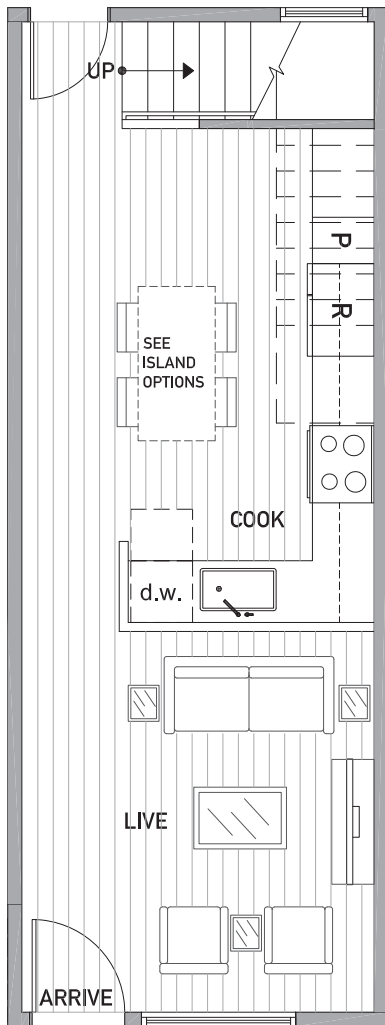 UP
P
R
SEE
ISLAND
OPTIONS
COOK
d.w.
LIVE
ARRIVE